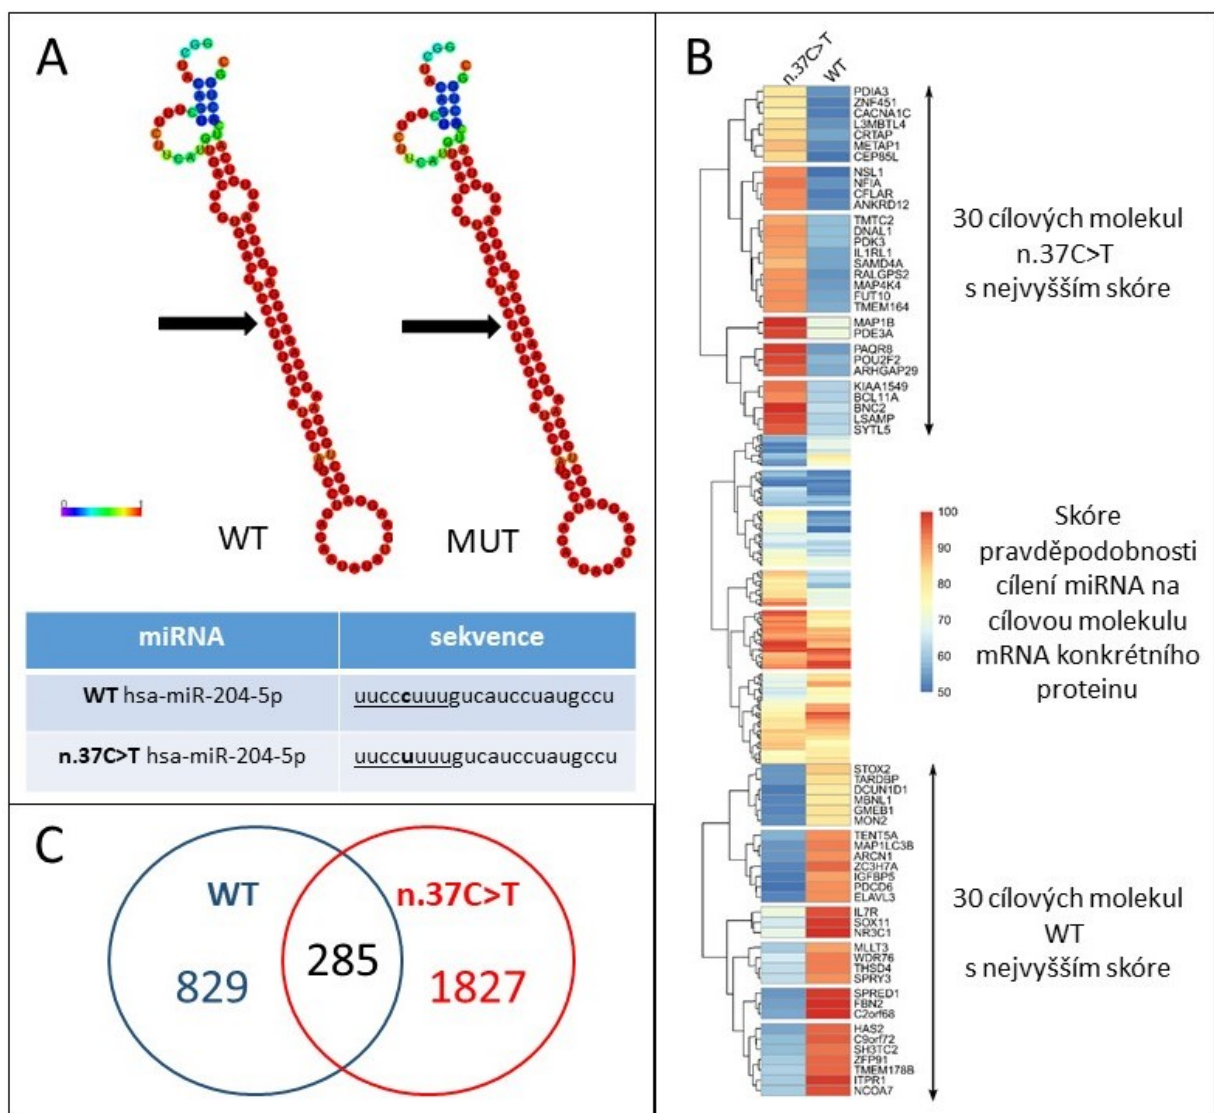 A
WT
MUT
0
1
miRNA sekvence
WT hsa-miR-204-5p uucccuuugucauccuaugccu
n.37C>T hsa-miR-204-5p uuccuuuugucauccuaugccu
B
n.37C>T
WT
PDIA3
ZNF451
CACNA1C
L3MBTL4
CRTAP
METAP1
CEP85L
NSL1
NFIA
CFLAR
ANKRD12
TMTC2
DNAL1
PDK3
IL1RL1
SAMD4A
RALGPS2
MAP4K4
FUT10
TMEM164
MAP1B
PDE3A
PAQR8
POU2F2
ARHGAP29
KIAA1549
BCL11A
BNC2
LSAMP
SYTL5
30 cílových molekul
n.37C>T
s nejvyšším skóre
100
90
80
70
60
50
Skóre
pravděpodobnosti
cílení miRNA na
cílovou molekulu
mRNA konkrétního
proteinu
STOX2
TARDBP
DCUN1D1
MBNL1
GMEB1
MON2
TENT5A
MAP1LC3B
ARCN1
ZC3H7A
IGFBP5
PDCD6
ELAVL3
IL7R
SOX11
NR3C1
MLLT3
WDR76
THSD4
SPRY3
SPRED1
FBN2
C2orf68
HAS2
C9orf72
SH3TC2
ZFP91
TMEM178B
ITPR1
NCOA7
30 cílových molekul
WT
s nejvyšším skóre
C
WT
n.37C>T
829
285
1827